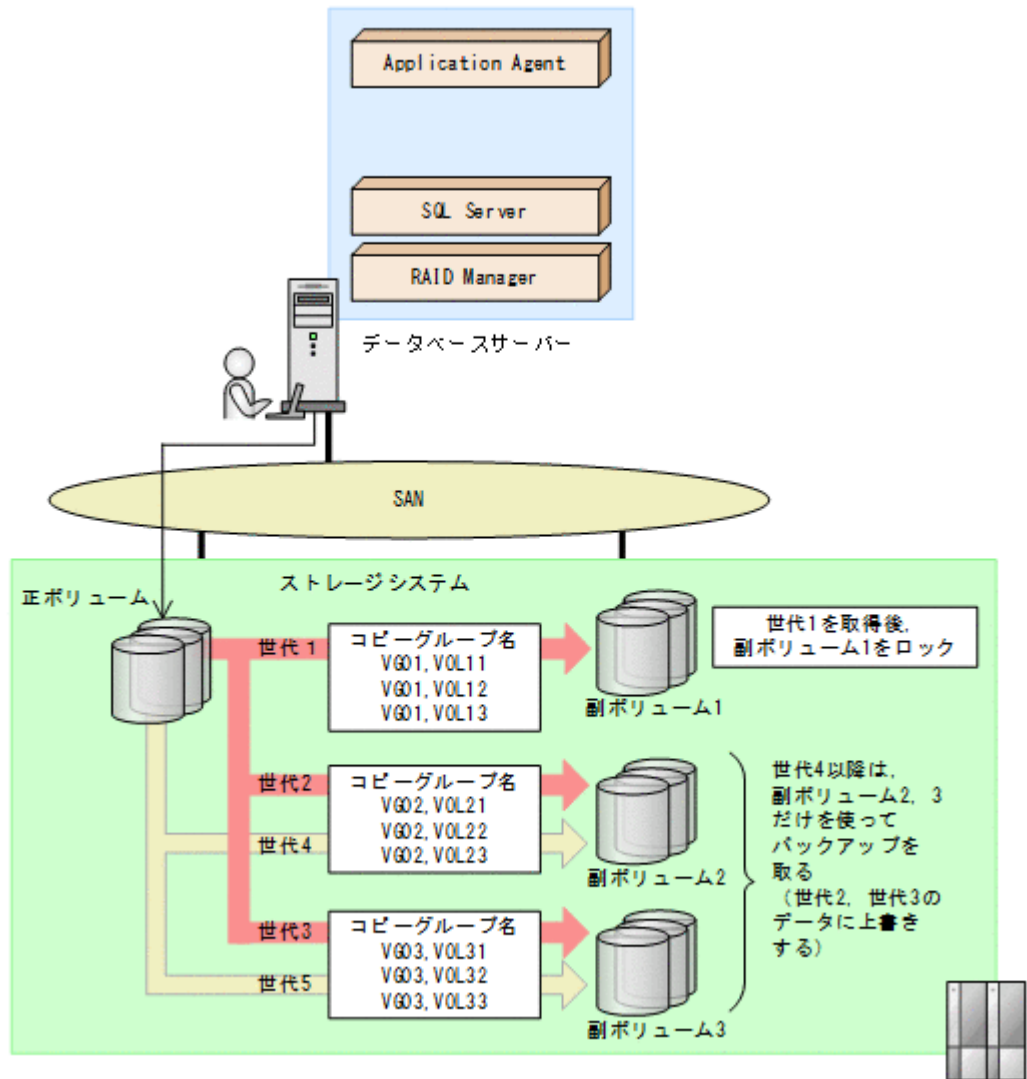 Application Agent
SQL Server
RAID Manager
データベースサーバー
SAN
ストレージシステム
正ボリューム
世代1
コピーグループ名
VG01,VOL11
VG01,VOL12
VG01,VOL13
副ボリューム1
世代1を取得後,
副ボリューム1をロック
世代2
世代4
コピーグループ名
VG02,VOL21
VG02,VOL22
VG02,VOL23
副ボリューム2
世代4以降は,
副ボリューム2, 3
だけを使って
バックアップを
取る
（世代2, 世代3の
データに上書き
する）
世代3
世代5
コピーグループ名
VG03,VOL31
VG03,VOL32
VG03,VOL33
副ボリューム3